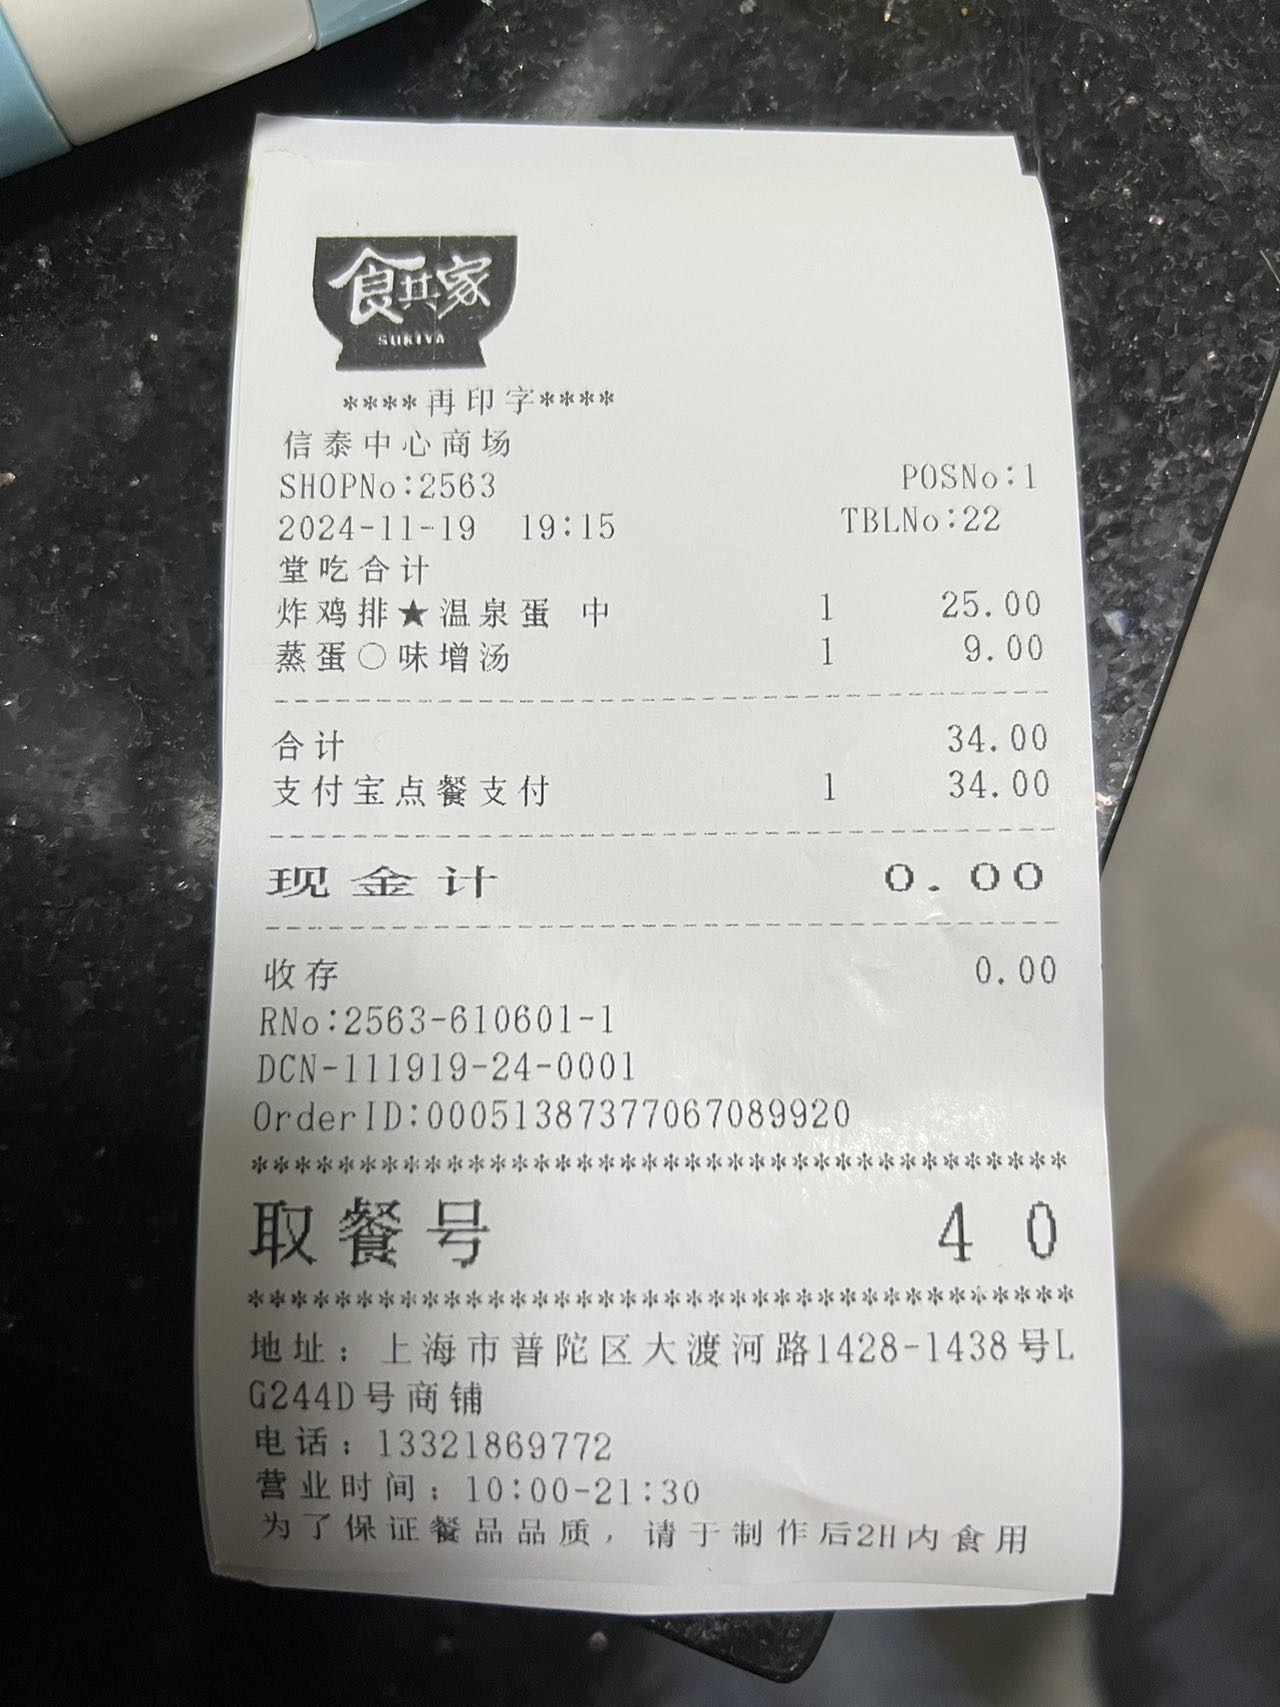 食其家
SUKIYA
****再印字****
信泰中心商场
SHOPNo:2563 POSNo:1
2024-11-19 19:15 TBLNo:22
堂吃合计
炸鸡排★温泉蛋 中 1 25.00
蒸蛋○味增汤 1 9.00
合计 34.00
支付宝点餐支付 1 34.00
现金计 0.00
收存 0.00
RNo:2563-610601-1
DCN-111919-24-0001
OrderID:00051387377067089920
**************************************
取餐号 40
**************************************
地址：上海市普陀区大渡河路1428-1438号L
G244D号商铺
电话：13321869772
营业时间：10:00-21:30
为了保证餐品品质，请于制作后2H内食用